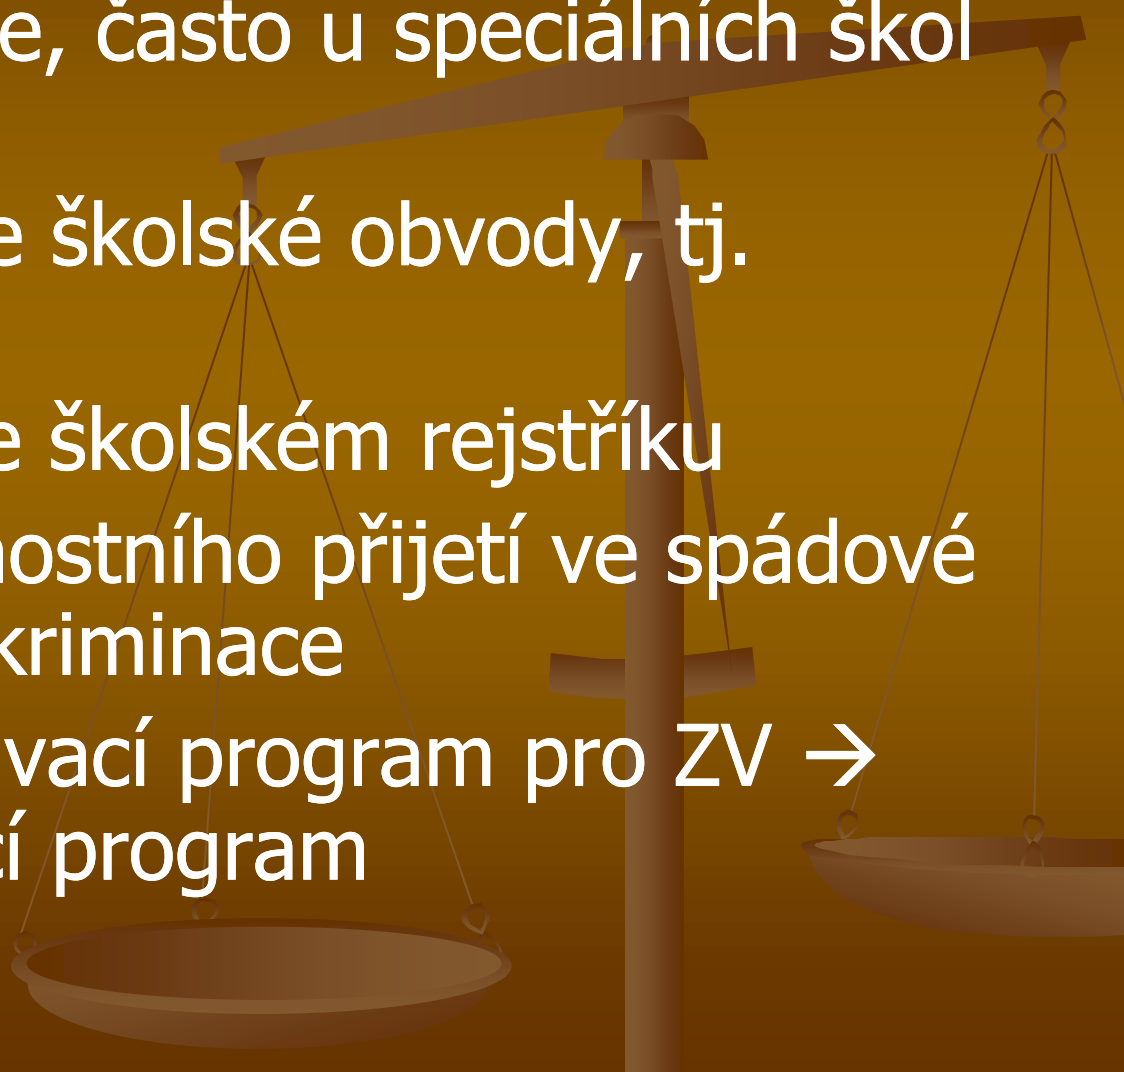 e, často u speciálních škol
e školské obvody, tj.
e školském rejstříku
nostního přijetí ve spádové
kriminace
vací program pro ZV →
cí program